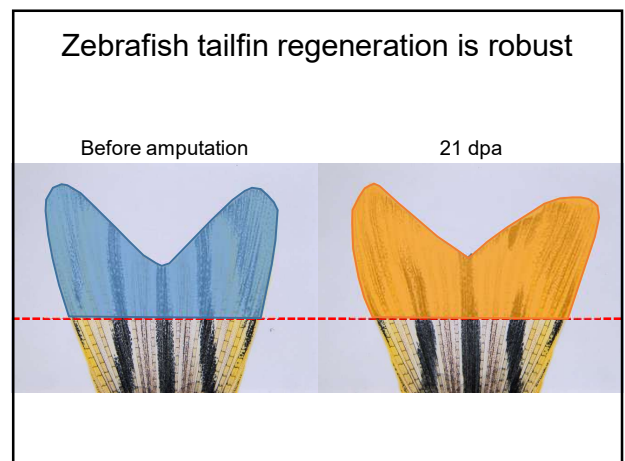 Zebrafish tailfin regeneration is robust
Before amputation
21 dpa